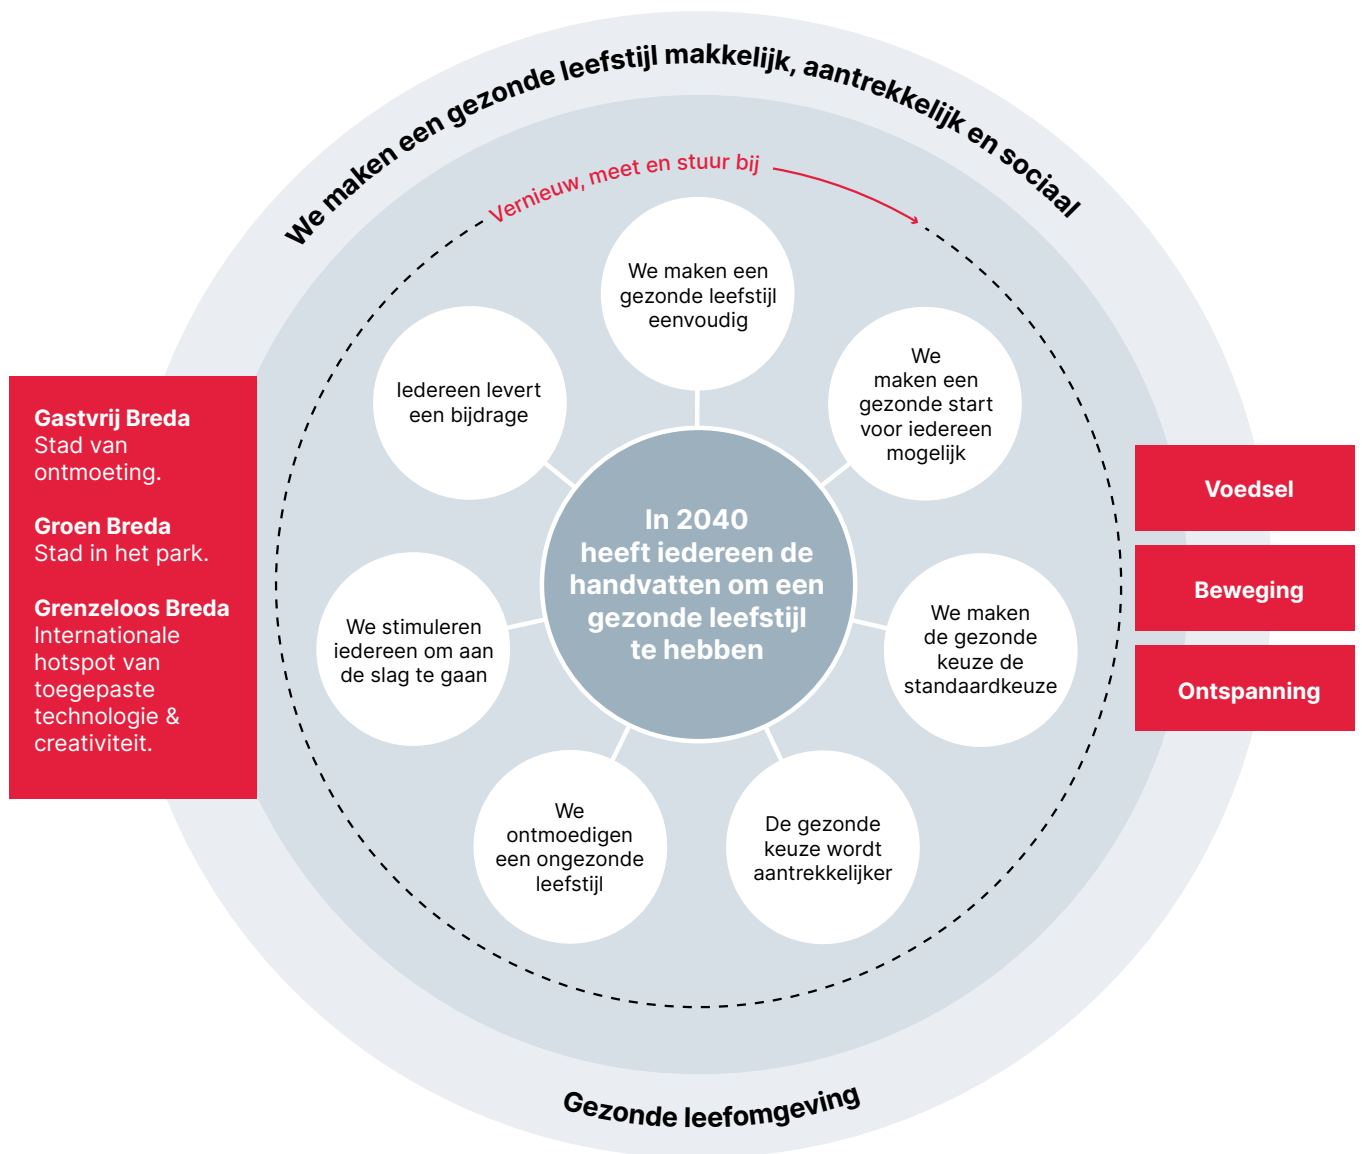 We maken een gezonde leefstijl makkelijk, aantrekkelijk en sociaal
Vernieuw, meet en stuur bij
We maken een
gezonde leefstijl
eenvoudig
We
maken een
gezonde start
voor iedereen
mogelijk
We maken
de gezonde
keuze de
standaardkeuze
De gezonde
keuze wordt
aantrekkelijker
We
ontmoedigen
een ongezonde
leefstijl
We stimuleren
iedereen om aan
de slag te gaan
Iedereen levert
een bijdrage
In 2040
heeft iedereen de
handvatten om een
gezonde leefstijl
te hebben
Gastvrij Breda
Stad van
ontmoeting.
Groen Breda
Stad in het park.
Grenzeloos Breda
Internationale
hotspot van
toegepaste
technologie &
creativiteit.
Voedsel
Beweging
Ontspanning
Gezonde leefomgeving